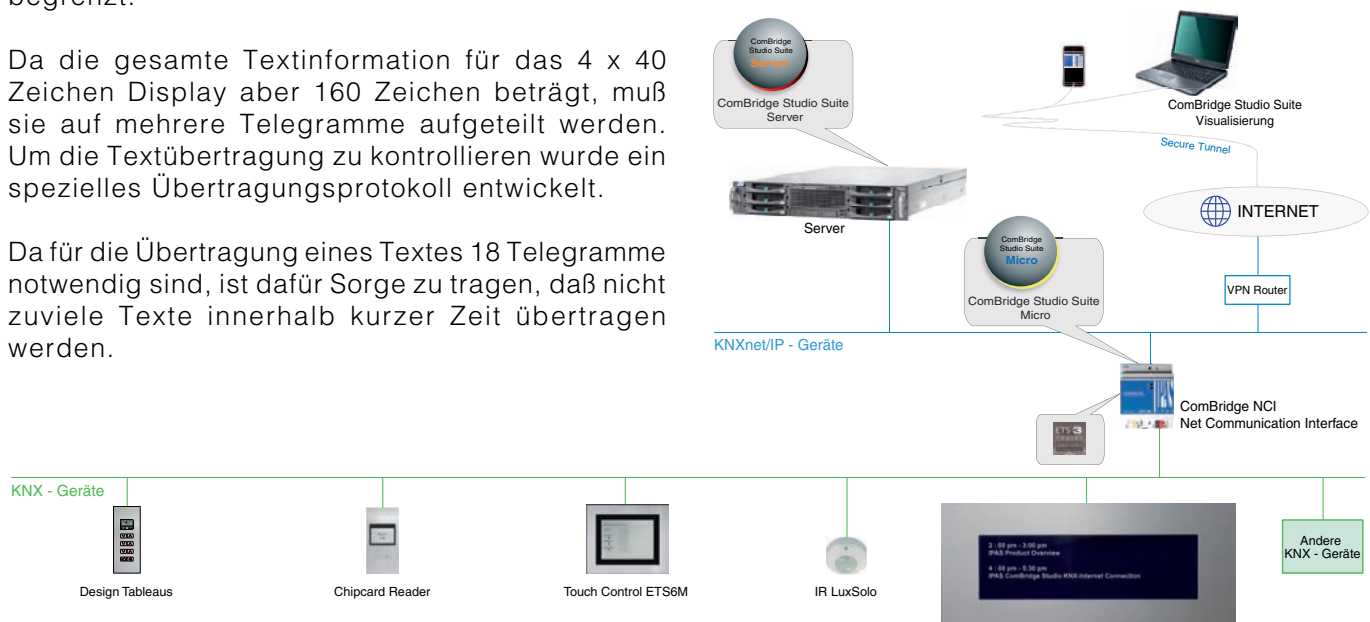 begrenzt.
Da die gesamte Textinformation für das 4 x 40
Zeichen Display aber 160 Zeichen beträgt, muß
sie auf mehrere Telegramme aufgeteilt werden.
Um die Textübertragung zu kontrollieren wurde ein
spezielles Übertragungsprotokoll entwickelt.
Da für die Übertragung eines Textes 18 Telegramme
notwendig sind, ist dafür Sorge zu tragen, daß nicht
zuviele Texte innerhalb kurzer Zeit übertragen
werden.
ComBridge
Studio Suite
Server
ComBridge Studio Suite
Server
Server
ComBridge Studio Suite
Visualisierung
Secure Tunnel
INTERNET
VPN Router
ComBridge
Studio Suite
Micro
ComBridge Studio Suite
Micro
KNXnet/IP - Geräte
ComBridge NCI
Net Communication Interface
ETS 3
KNX - Geräte
Design Tableaus
Chipcard Reader
Touch Control ETS6M
IR LuxSolo
2 : 00 pm - 3:00 pm
IPAS Product Overview
4 : 00 pm - 5:30 pm
IPAS ComBridge Studio KNX-Internet Connection
Andere
KNX - Geräte